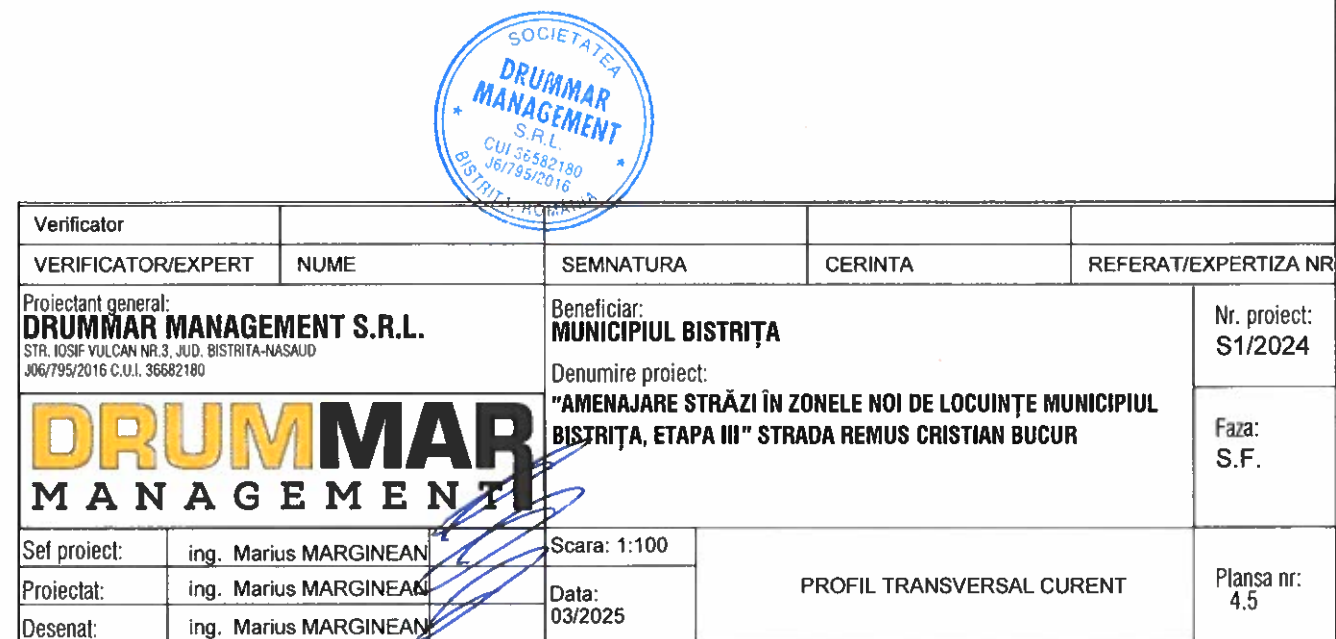 SOCIETATEA
DRUMMAR
MANAGEMENT
S.R.L.
CUI 36582180
J6/795/2016
BISTRIȚA, ROMÂNIA
Verificator
VERIFICATOR/EXPERT NUME SEMNATURA CERINTA REFERAT/EXPERTIZA NR
Proiectant general:
DRUMMAR MANAGEMENT S.R.L.
STR. IOSIF VULCAN NR.3, JUD. BISTRITA-NASAUD
J06/795/2016 C.U.I. 36682180
DRUMMAR
MANAGEMENT
Beneficiar:
MUNICIPIUL BISTRIȚA
Denumire proiect:
"AMENAJARE STRĂZI ÎN ZONELE NOI DE LOCUINȚE MUNICIPIUL
BISTRIȚA, ETAPA III" STRADA REMUS CRISTIAN BUCUR
Nr. proiect:
S1/2024
Faza:
S.F.
Sef proiect: ing. Marius MARGINEAN
Proiectat: ing. Marius MARGINEAN
Desenat: ing. Marius MARGINEAN
Scara: 1:100
Data:
03/2025
PROFIL TRANSVERSAL CURENT
Plansa nr:
4.5